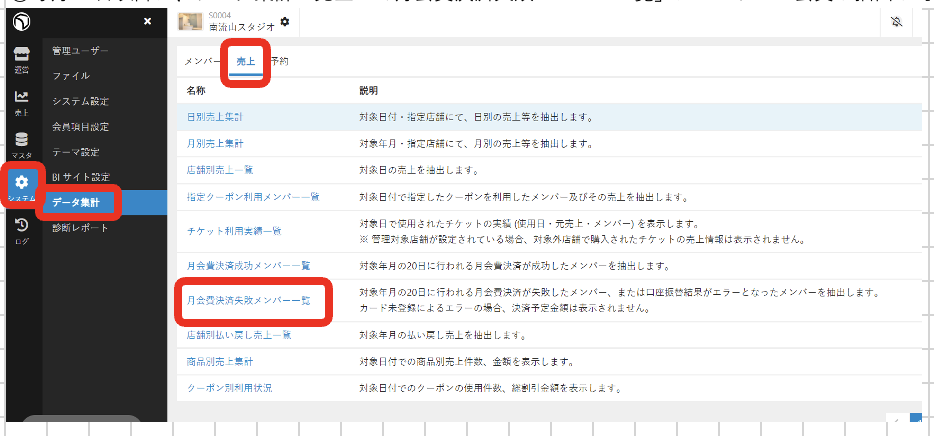 S0004
南流山スタジオ
管理ユーザー
運営
ファイル
システム設定
売上
会員項目設定
マスタ
テーマ設定
BI サイト設定
システム
データ集計
診断レポート
ログ
メンバー 売上 予約
名称 説明
日別売上集計 対象日付・指定店舗にて、日別の売上等を抽出します。
月別売上集計 対象年月・指定店舗にて、月別の売上等を抽出します。
店舗別売上一覧 対象日の売上を抽出します。
指定クーポン利用メンバー一覧 対象日付で指定したクーポンを利用したメンバー及びその売上を抽出します。
チケット利用実績一覧 対象日で使用されたチケットの実績 (使用日・元売上・メンバー) を表示します。
※ 管理対象店舗が設定されている場合、対象外店舗で購入されたチケットの売上情報は表示されません。
月会費決済成功メンバー一覧 対象年月の20日に行われる月会費決済が成功したメンバーを抽出します。
月会費決済失敗メンバー一覧 対象年月の20日に行われる月会費決済が失敗したメンバー、または口座振替結果がエラーとなったメンバーを抽出します。
カード未登録によるエラーの場合、決済予定金額は表示されません。
店舗別払い戻し売上一覧 対象年月の払い戻し売上を抽出します。
商品別売上集計 対象日付での商品別売上件数、金額を表示します。
クーポン別利用状況 対象日付でのクーポンの使用件数、総割引金額を表示します。